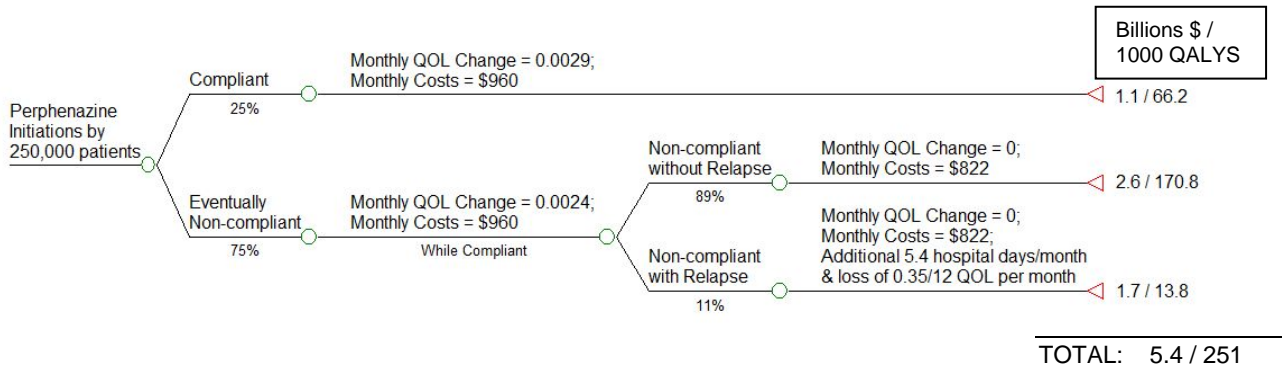 Billions $ /
1000 QALYS
Perphenazine
Initiations by
250,000 patients
Compliant
25%
Monthly QOL Change = 0.0029;
Monthly Costs = $960
1.1 / 66.2
Eventually
Non-compliant
75%
Monthly QOL Change = 0.0024;
Monthly Costs = $960
While Compliant
Non-compliant
without Relapse
89%
Monthly QOL Change = 0;
Monthly Costs = $822
2.6 / 170.8
Non-compliant
with Relapse
11%
Monthly QOL Change = 0;
Monthly Costs = $822;
Additional 5.4 hospital days/month
& loss of 0.35/12 QOL per month
1.7 / 13.8
TOTAL: 5.4 / 251